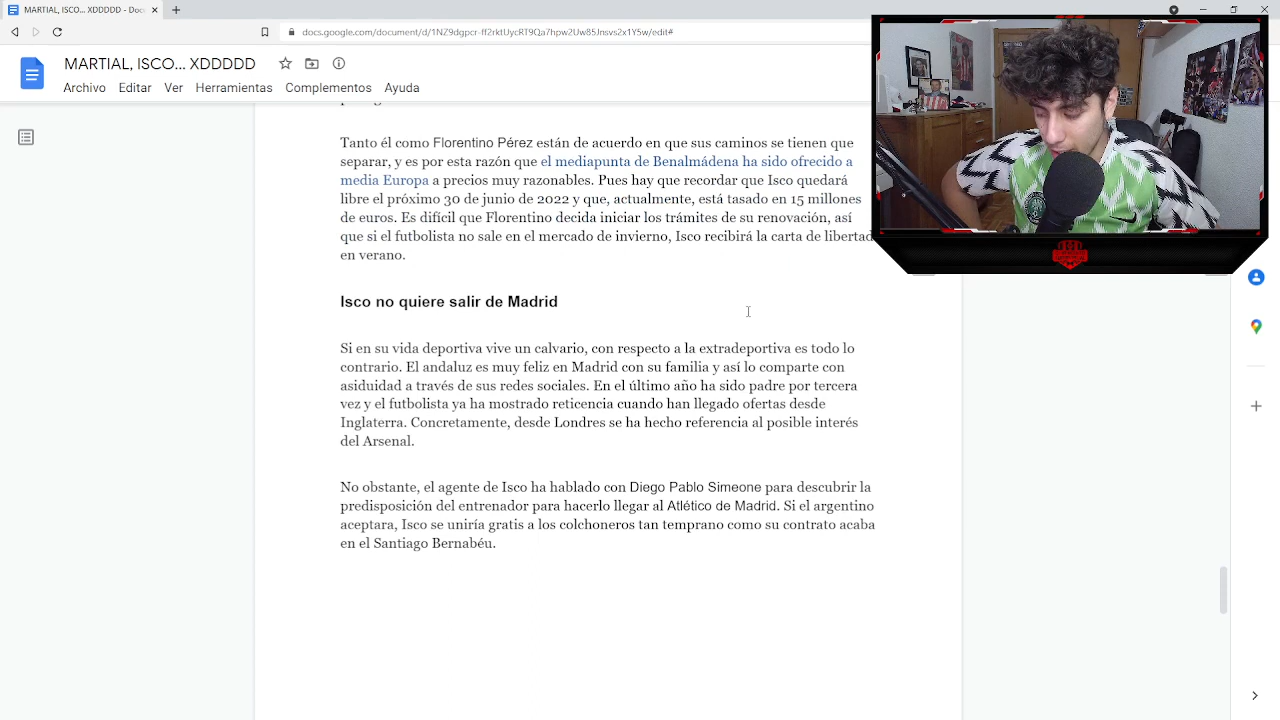 MARTIAL, ISCO... XDDDDD - Doc
docs.google.com/document/d/1NZ9dgpcr-ff2rktUycRT9Qa7hpw2Uw85Jnsvs2x1Y5w/edit#
MARTIAL, ISCO... XDDDDD
Archivo Editar Ver Herramientas Complementos Ayuda
Tanto él como Florentino Pérez están de acuerdo en que sus caminos se tienen que
separar, y es por esta razón que el mediapunta de Benalmádena ha sido ofrecido a
media Europa a precios muy razonables. Pues hay que recordar que Isco quedará
libre el próximo 30 de junio de 2022 y que, actualmente, está tasado en 15 millones
de euros. Es difícil que Florentino decida iniciar los trámites de su renovación, así
que si el futbolista no sale en el mercado de invierno, Isco recibirá la carta de libertad
en verano.
Isco no quiere salir de Madrid
Si en su vida deportiva vive un calvario, con respecto a la extradeportiva es todo lo
contrario. El andaluz es muy feliz en Madrid con su familia y así lo comparte con
asiduidad a través de sus redes sociales. En el último año ha sido padre por tercera
vez y el futbolista ya ha mostrado reticencia cuando han llegado ofertas desde
Inglaterra. Concretamente, desde Londres se ha hecho referencia al posible interés
del Arsenal.
No obstante, el agente de Isco ha hablado con Diego Pablo Simeone para descubrir la
predisposición del entrenador para hacerlo llegar al Atlético de Madrid. Si el argentino
aceptara, Isco se uniría gratis a los colchoneros tan temprano como su contrato acaba
en el Santiago Bernabéu.